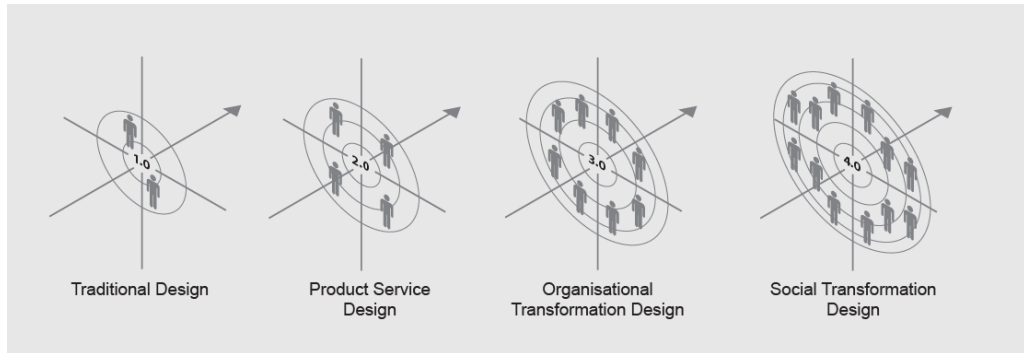 1.0
2.0
3.0
4.0
Traditional Design
Product Service
Design
Organisational
Transformation Design
Social Transformation
Design